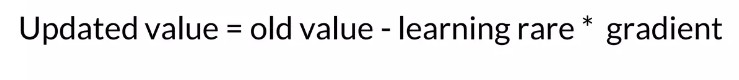 Updated value = old value - learning rare * gradient